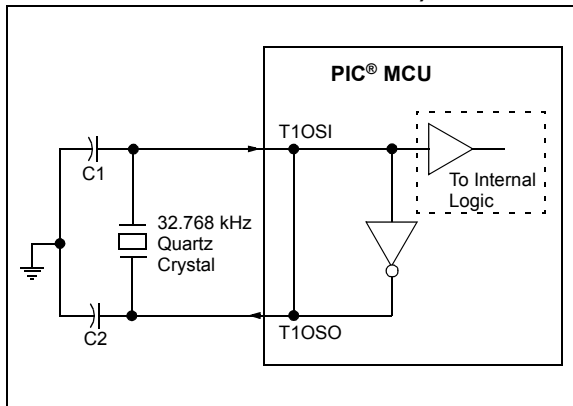 PIC® MCU
T1OSI
C1
To Internal
Logic
32.768 kHz
Quartz
Crystal
T1OSO
C2